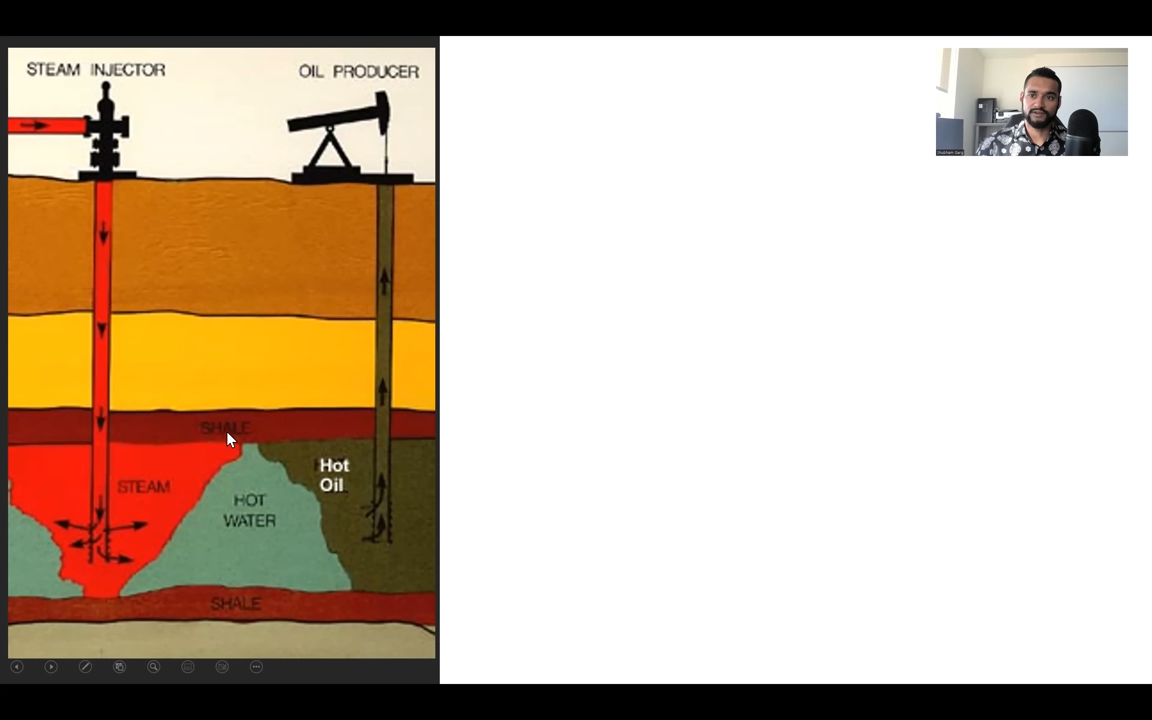 STEAM INJECTOR
OIL PRODUCER
SHALE
STEAM
HOT
WATER
Hot
Oil
SHALE